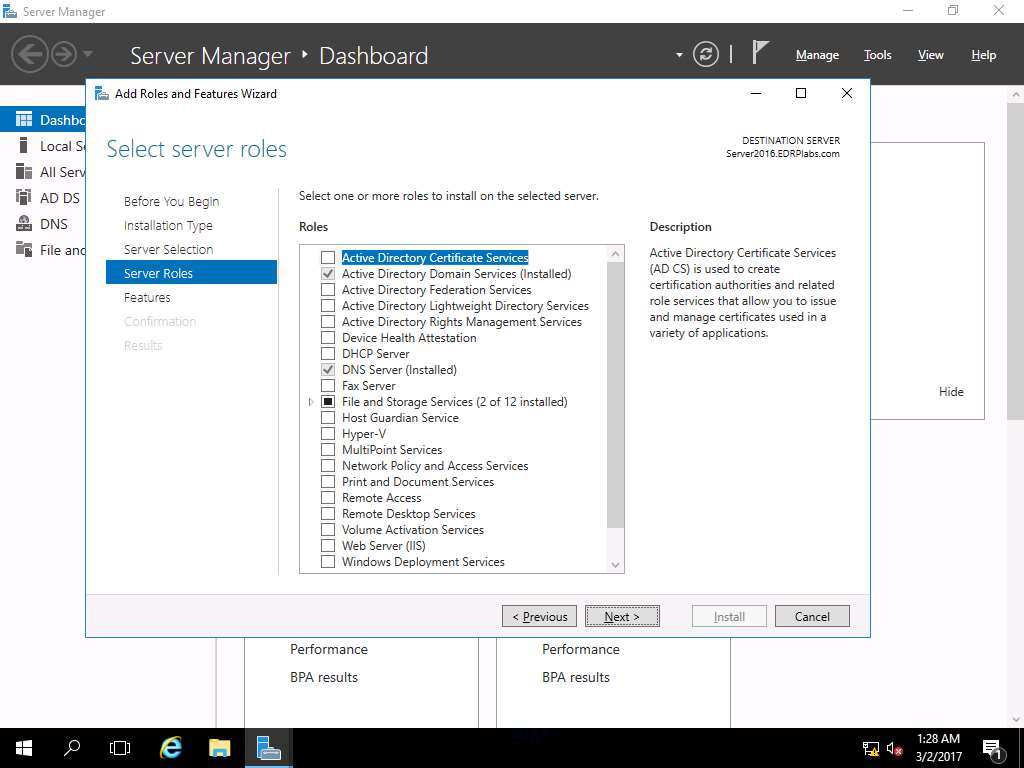 Server Manager
Server Manager ‣ Dashboard
Manage Tools View Help
Add Roles and Features Wizard
Dashbo
Local Se
All Serv
AD DS
DNS
File and
Select server roles
DESTINATION SERVER
Server2016.EDRPlabs.com
Before You Begin
Installation Type
Server Selection
Server Roles
Features
Confirmation
Results
Select one or more roles to install on the selected server.
Roles
Active Directory Certificate Services
Active Directory Domain Services (Installed)
Active Directory Federation Services
Active Directory Lightweight Directory Services
Active Directory Rights Management Services
Device Health Attestation
DHCP Server
DNS Server (Installed)
Fax Server
File and Storage Services (2 of 12 installed)
Host Guardian Service
Hyper-V
MultiPoint Services
Network Policy and Access Services
Print and Document Services
Remote Access
Remote Desktop Services
Volume Activation Services
Web Server (IIS)
Windows Deployment Services
Description
Active Directory Certificate Services
(AD CS) is used to create
certification authorities and related
role services that allow you to issue
and manage certificates used in a
variety of applications.
Hide
< Previous Next > Install Cancel
Performance
BPA results
Performance
BPA results
1:28 AM
3/2/2017
1